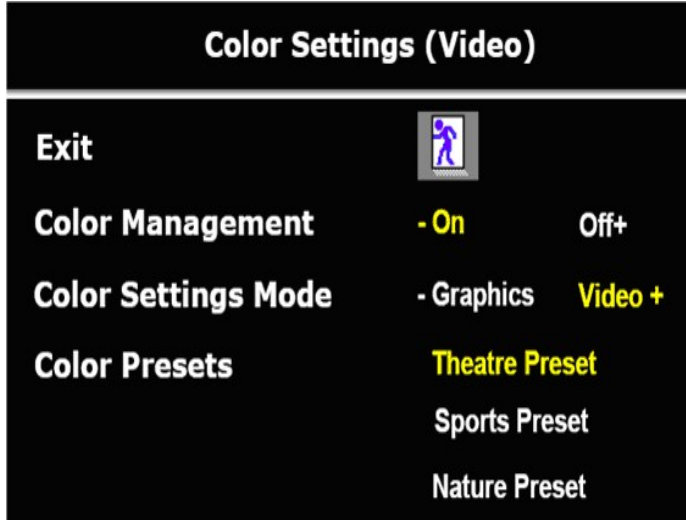 Color Settings (Video)
Exit
Color Management - On Off+
Color Settings Mode - Graphics Video +
Color Presets Theatre Preset
Sports Preset
Nature Preset